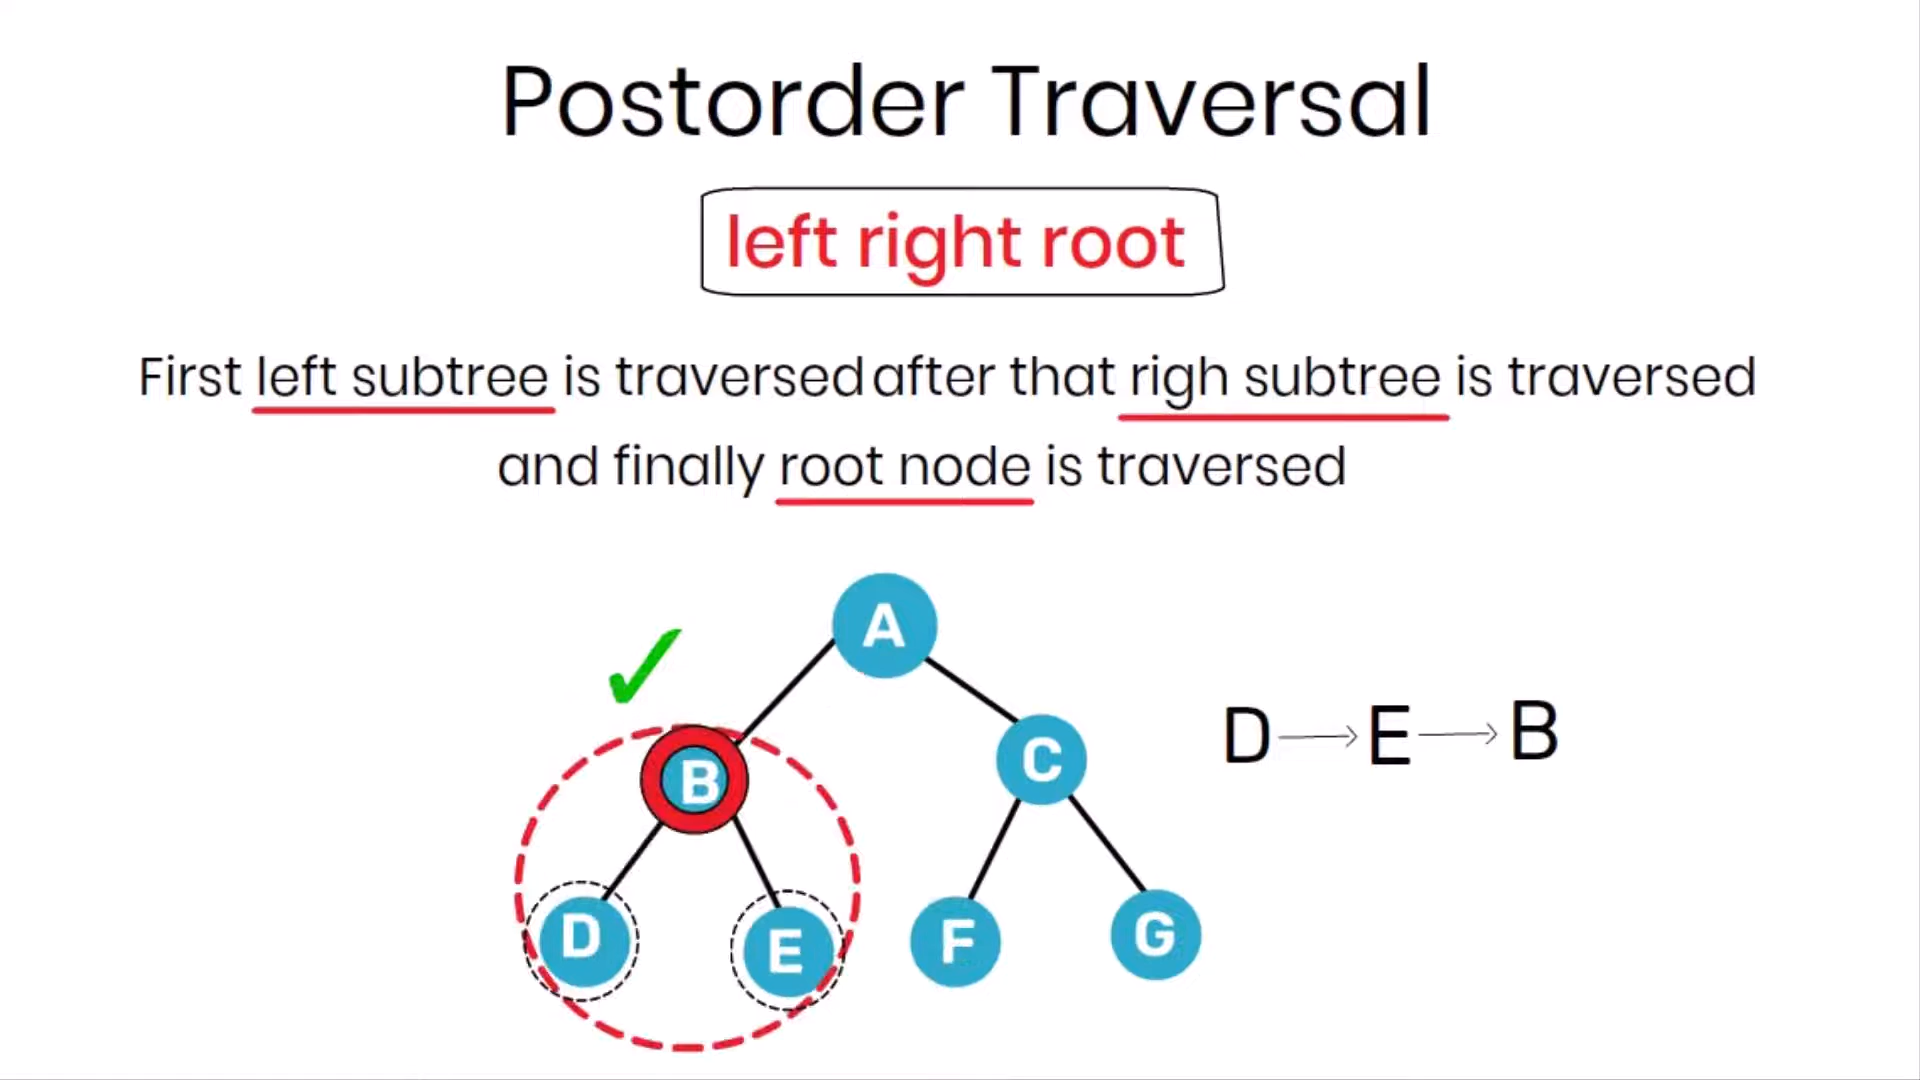 Postorder Traversal
left right root
First left subtree is traversed after that righ subtree is traversed
and finally root node is traversed
A
B
C
D → E → B
D
E
F
G